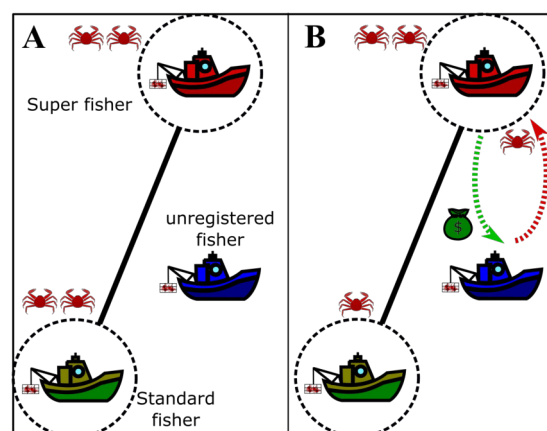 A
B
Super fisher
unregistered
fisher
$
Standard
fisher